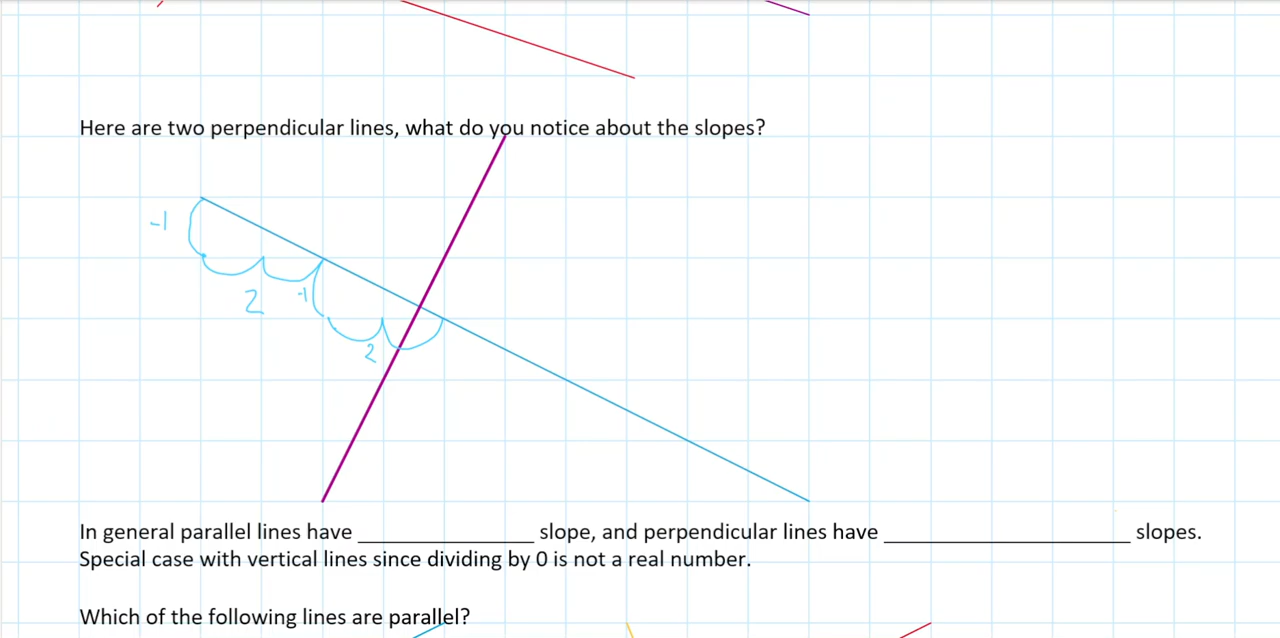 Here are two perpendicular lines, what do you notice about the slopes?
-1
2
-1
2
In general parallel lines have ________________ slope, and perpendicular lines have ______________________ slopes.
Special case with vertical lines since dividing by 0 is not a real number.
Which of the following lines are parallel?